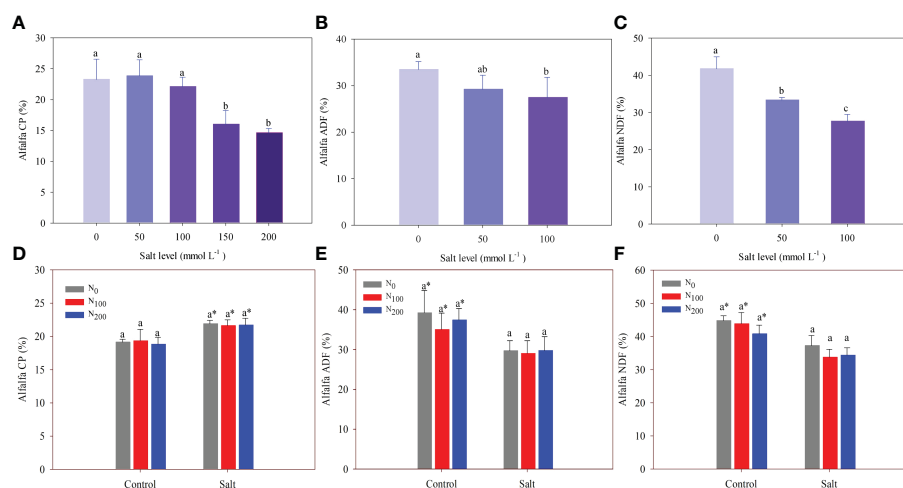 A
Alfalfa CP (%)
30
25
20
15
10
5
0
a
a
a
b
b
0 50 100 150 200
Salt level (mmol L⁻¹ )
B
Alfalfa ADF (%)
40
30
20
10
0
a
ab
b
0 50 100
Salt level (mmol L⁻¹ )
C
Alfalfa NDF (%)
50
40
30
20
10
0
a
b
c
0 50 100
Salt level (mmol L⁻¹ )
D
Alfalfa CP (%)
30
25
20
15
10
5
0
N₀
N₁₀₀
N₂₀₀
a a a
a* a* a*
Control Salt
E
Alfalfa ADF (%)
50
40
30
20
10
0
N₀
N₁₀₀
N₂₀₀
a* a* a*
a a a
Control Salt
F
Alfalfa NDF (%)
60
50
40
30
20
10
0
N₀
N₁₀₀
N₂₀₀
a* a* a*
a a a
Control Salt